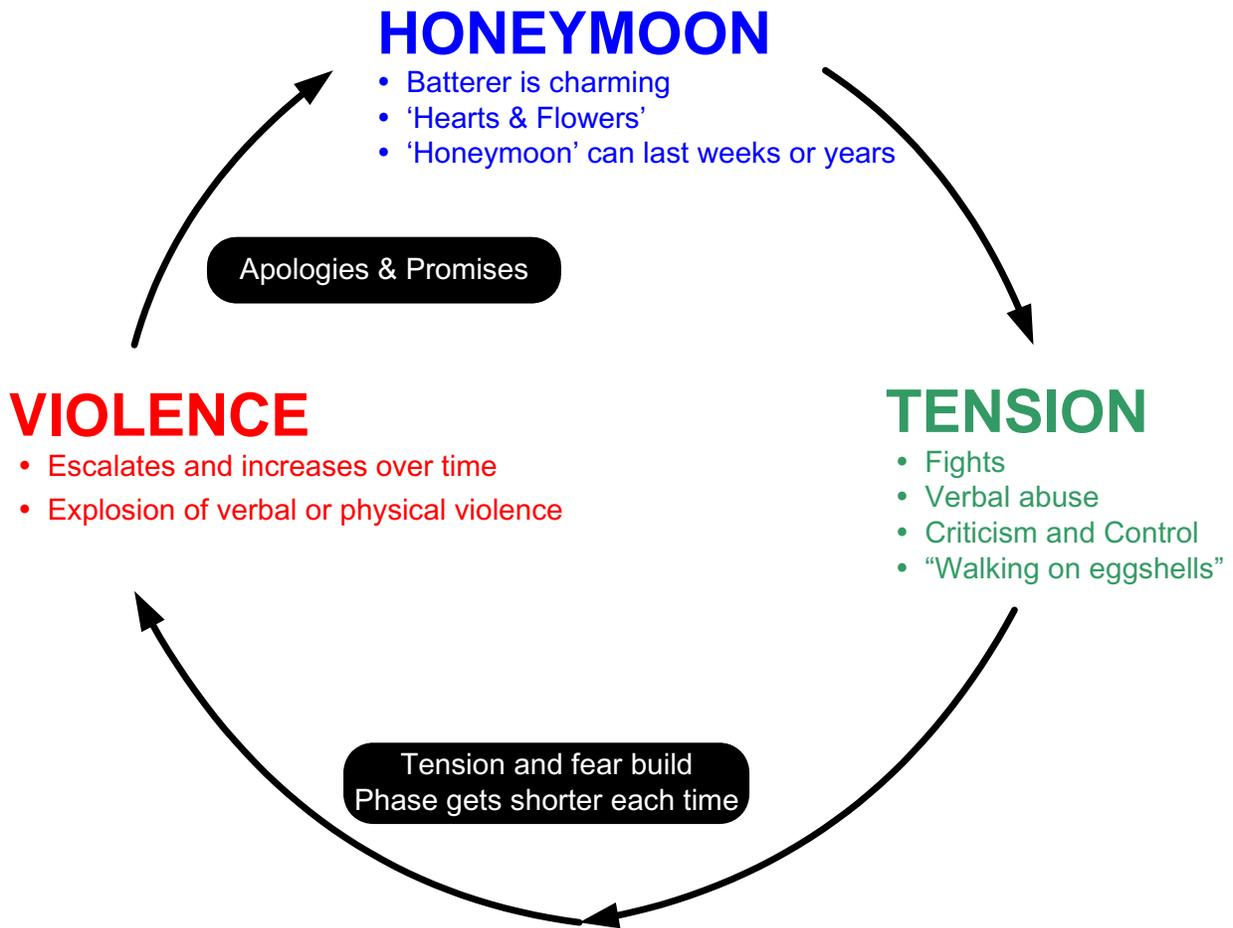 HONEYMOON
• Batterer is charming
• ‘Hearts & Flowers’
• ‘Honeymoon’ can last weeks or years
Apologies & Promises
VIOLENCE
• Escalates and increases over time
• Explosion of verbal or physical violence
TENSION
• Fights
• Verbal abuse
• Criticism and Control
• “Walking on eggshells”
Tension and fear build
Phase gets shorter each time